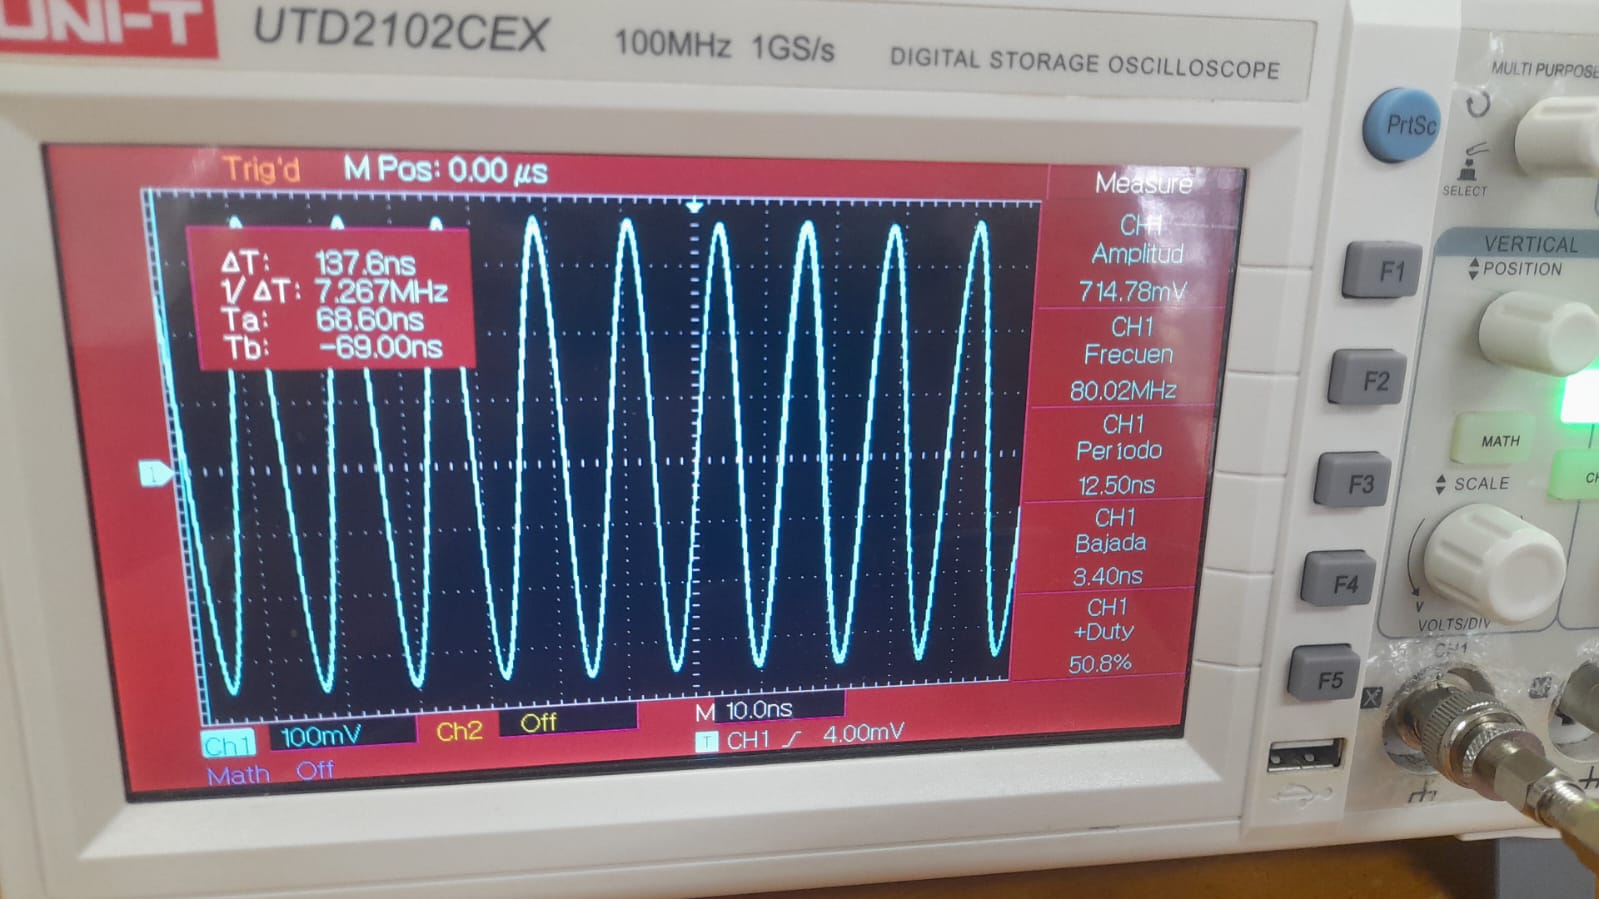 UNI-T UTD2102CEX 100MHz 1GS/s DIGITAL STORAGE OSCILLOSCOPE
MULTI PURPOSE
PrtSc
SELECT
Trig'd M Pos: 0.00 μs
ΔT: 137.6ns
1/ΔT: 7.267MHz
Ta: 68.60ns
Tb: -69.00ns
1
Measure
CH1
Amplitud
714.78mV
CH1
Frecuen
80.02MHz
CH1
Período
12.50ns
CH1
Bajada
3.40ns
CH1
+Duty
50.8%
Ch1 100mV Ch2 Off M 10.0ns
T CH1 4.00mV
Math Off
F1
F2
F3
F4
F5
VERTICAL
POSITION
MATH
SCALE
V
VOLTS/DIV
CH1
X